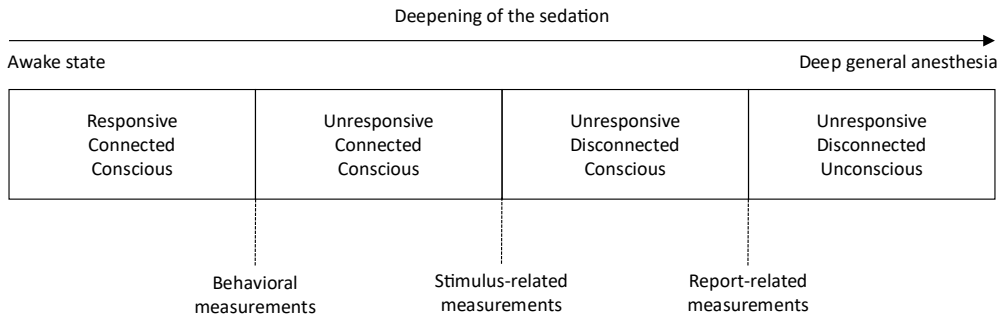 Deepening of the sedation
Awake state
Deep general anesthesia
Responsive
Connected
Conscious
Unresponsive
Connected
Conscious
Unresponsive
Disconnected
Conscious
Unresponsive
Disconnected
Unconscious
Behavioral
measurements
Stimulus-related
measurements
Report-related
measurements